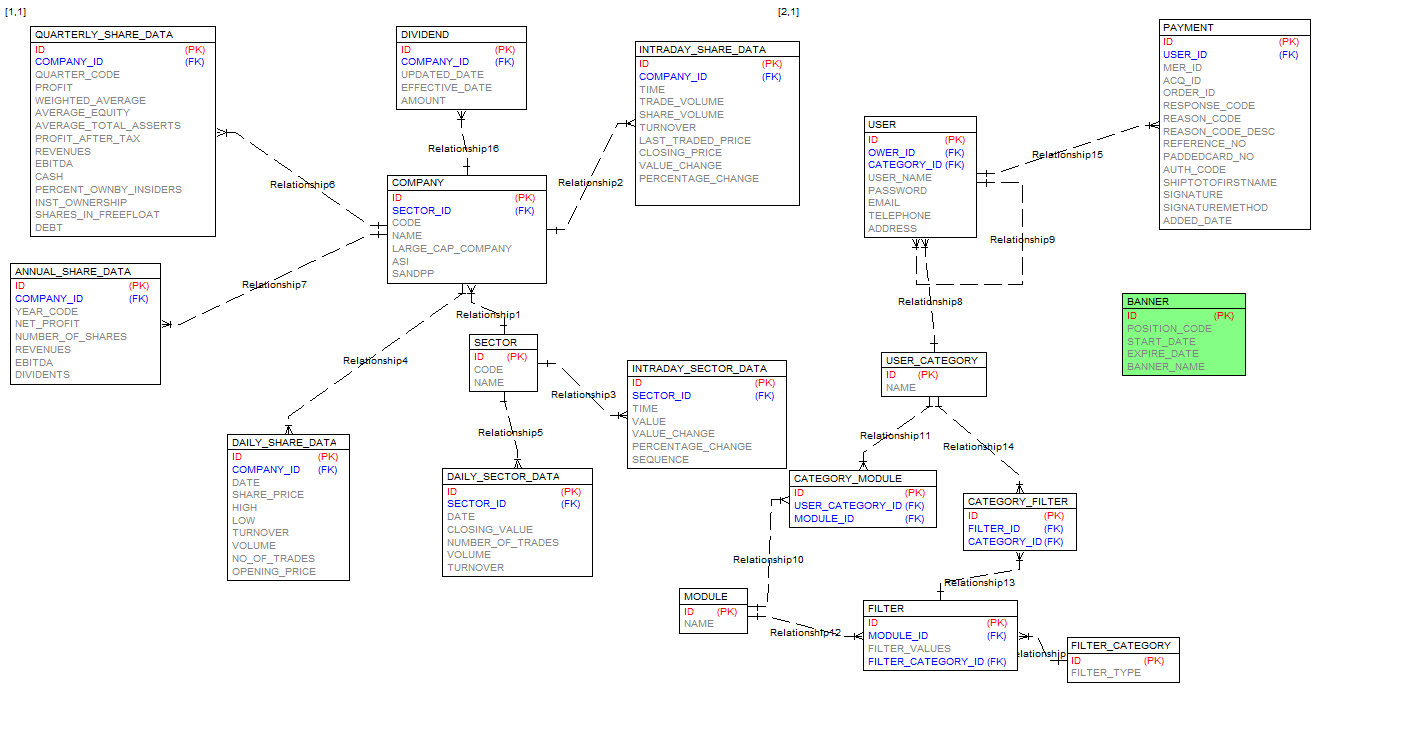 [1,1]
[2,1]
QUARTERLY_SHARE_DATA
ID (PK)
COMPANY_ID (FK)
QUARTER_CODE
PROFIT
WEIGHTED_AVERAGE
AVERAGE_EQUITY
AVERAGE_TOTAL_ASSERTS
PROFIT_AFTER_TAX
REVENUES
EBITDA
CASH
PERCENT_OWNBY_INSIDERS
INST_OWNERSHIP
SHARES_IN_FREEFLOAT
DEBT
DIVIDEND
ID (PK)
COMPANY_ID (FK)
UPDATED_DATE
EFFECTIVE_DATE
AMOUNT
INTRADAY_SHARE_DATA
ID (PK)
COMPANY_ID (FK)
TIME
TRADE_VOLUME
SHARE_VOLUME
TURNOVER
LAST_TRADED_PRICE
CLOSING_PRICE
VALUE_CHANGE
PERCENTAGE_CHANGE
Relationship16
Relationship6
Relationship2
COMPANY
ID (PK)
SECTOR_ID (FK)
CODE
NAME
LARGE_CAP_COMPANY
ASI
SANDPP
ANNUAL_SHARE_DATA
ID (PK)
COMPANY_ID (FK)
YEAR_CODE
NET_PROFIT
NUMBER_OF_SHARES
REVENUES
EBITDA
DIVIDENTS
Relationship7
Relationship1
Relationship4
SECTOR
ID (PK)
CODE
NAME
Relationship3
Relationship5
INTRADAY_SECTOR_DATA
ID (PK)
SECTOR_ID (FK)
TIME
VALUE
VALUE_CHANGE
PERCENTAGE_CHANGE
SEQUENCE
DAILY_SHARE_DATA
ID (PK)
COMPANY_ID (FK)
DATE
SHARE_PRICE
HIGH
LOW
TURNOVER
VOLUME
NO_OF_TRADES
OPENING_PRICE
DAILY_SECTOR_DATA
ID (PK)
SECTOR_ID (FK)
DATE
CLOSING_VALUE
NUMBER_OF_TRADES
VOLUME
TURNOVER
USER
ID (PK)
OWER_ID (FK)
CATEGORY_ID (FK)
USER_NAME
PASSWORD
EMAIL
TELEPHONE
ADDRESS
Relationship15
Relationship9
Relationship8
PAYMENT
ID (PK)
USER_ID (FK)
MER_ID
ACQ_ID
ORDER_ID
RESPONSE_CODE
REASON_CODE
REASON_CODE_DESC
REFERENCE_NO
PADDEDCARD_NO
AUTH_CODE
SHIPTOTOFIRSTNAME
SIGNATURE
SIGNATUREMETHOD
ADDED_DATE
BANNER
ID (PK)
POSITION_CODE
START_DATE
EXPIRE_DATE
BANNER_NAME
USER_CATEGORY
ID (PK)
NAME
Relationship11
Relationship14
CATEGORY_MODULE
ID (PK)
USER_CATEGORY_ID (FK)
MODULE_ID (FK)
CATEGORY_FILTER
ID (PK)
FILTER_ID (FK)
CATEGORY_ID (FK)
Relationship10
Relationship13
MODULE
ID (PK)
NAME
Relationship12
FILTER
ID (PK)
MODULE_ID (FK)
FILTER_VALUES
FILTER_CATEGORY_ID (FK)
elationship
FILTER_CATEGORY
ID (PK)
FILTER_TYPE